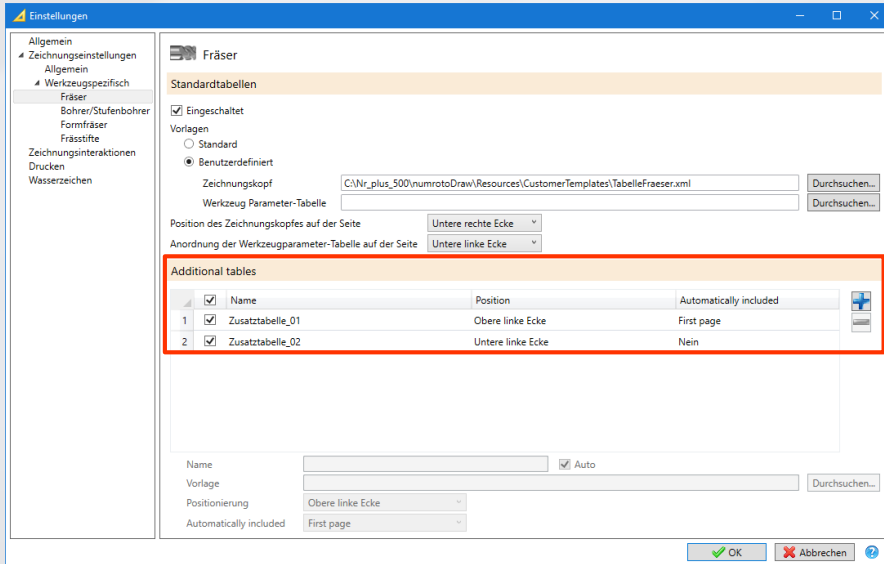 Einstellungen
Allgemein
Zeichnungseinstellungen
Allgemein
Werkzeugspezifisch
Fräser
Bohrer/Stufenbohrer
Formfräser
Frässtifte
Zeichnungsinteraktionen
Drucken
Wasserzeichen
Fräser
Standardtabellen
Eingeschaltet
Vorlagen
Standard
Benutzerdefiniert
Zeichnungskopf C:\Nr_plus_500\numrotoDraw\Resources\CustomerTemplates\TabelleFraeser.xml Durchsuchen...
Werkzeug Parameter-Tabelle Durchsuchen...
Position des Zeichnungskopfes auf der Seite Untere rechte Ecke
Anordnung der Werkzeugparameter-Tabelle auf der Seite Untere linke Ecke
Additional tables
Name Position Automatically included
1 Zusatztabelle_01 Obere linke Ecke First page
2 Zusatztabelle_02 Untere linke Ecke Nein
Name Auto
Vorlage Durchsuchen...
Positionierung Obere linke Ecke
Automatically included First page
OK Abbrechen ?